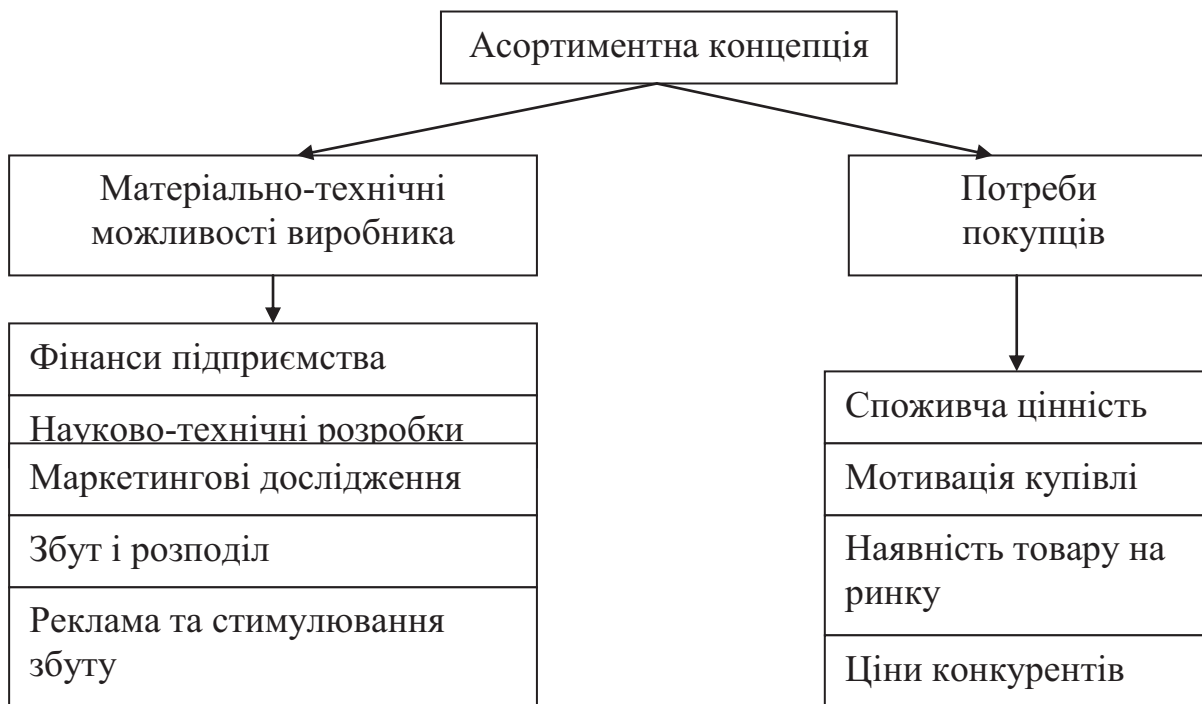 Асортиментна концепція
Матеріально-технічні
можливості виробника
Потреби
покупців
Фінанси підприємства
Науково-технічні розробки
Маркетингові дослідження
Збут і розподіл
Реклама та стимулювання
збуту
Споживча цінність
Мотивація купівлі
Наявність товару на
ринку
Ціни конкурентів